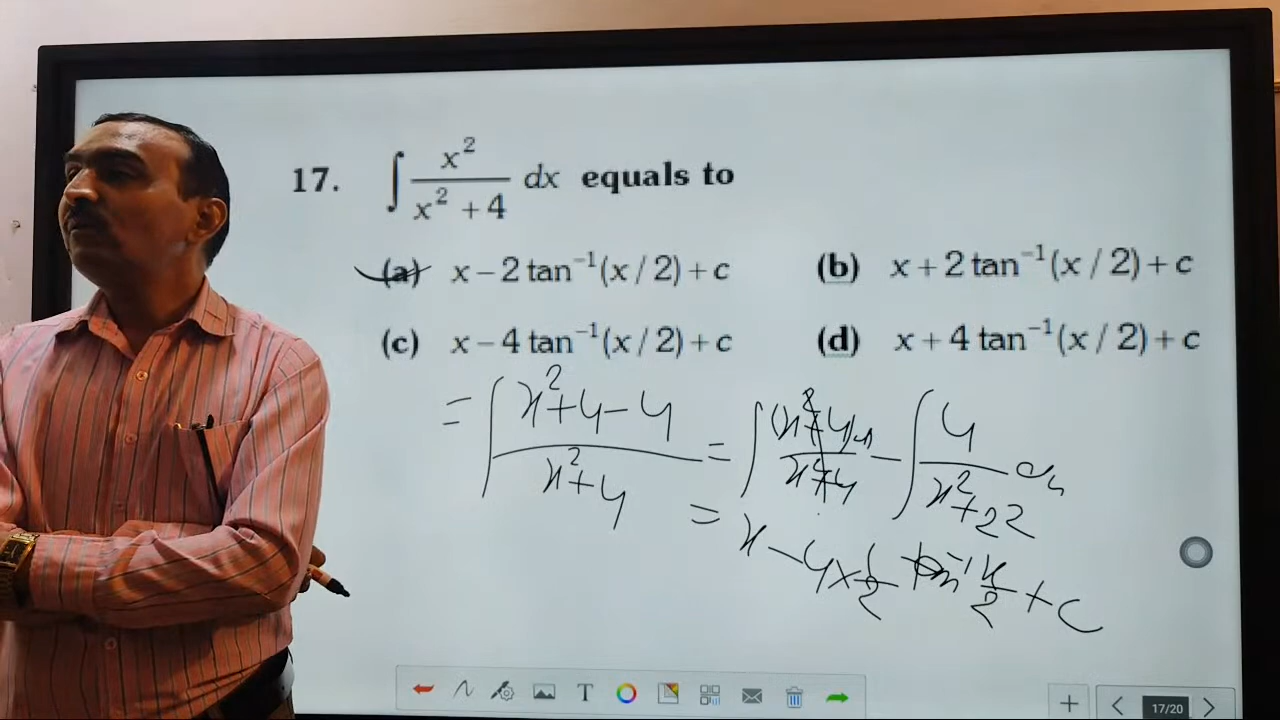 17. ∫ x² / (x² + 4) dx equals to
(a) x − 2 tan⁻¹(x / 2) + c (b) x + 2 tan⁻¹(x / 2) + c
(c) x − 4 tan⁻¹(x / 2) + c (d) x + 4 tan⁻¹(x / 2) + c
= ∫ (x² + 4 − 4) / (x² + 4) = ∫ (x² + 4) / (x² + 4) − ∫ 4 / (x² + 2²) dx
= x − 4 × 1/2 tan⁻¹ x/2 + c
T
17/20